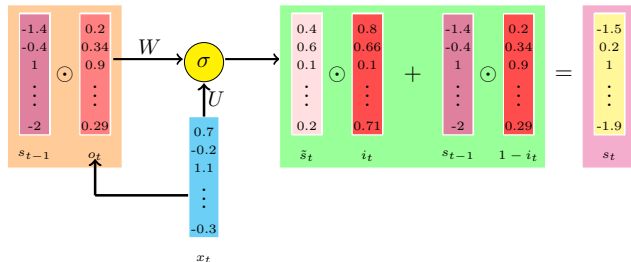 -1.4 0.2 0.4 0.8 -1.4 0.2 -1.5
-0.4 0.34 W 0.6 0.66 -0.4 0.34 0.2
1 ⊙ 0.9 σ 0.1 ⊙ 0.1 + 1 ⊙ 0.9 = 1
⋮ ⋮ ⋮ ⋮ ⋮ ⋮ ⋮
-2 0.29 U 0.2 0.71 -2 0.29 -1.9
s_{t−1} o_t s̃_t i_t s_{t−1} 1 − i_t s_t
0.7
-0.2
1.1
⋮
-0.3
x_t